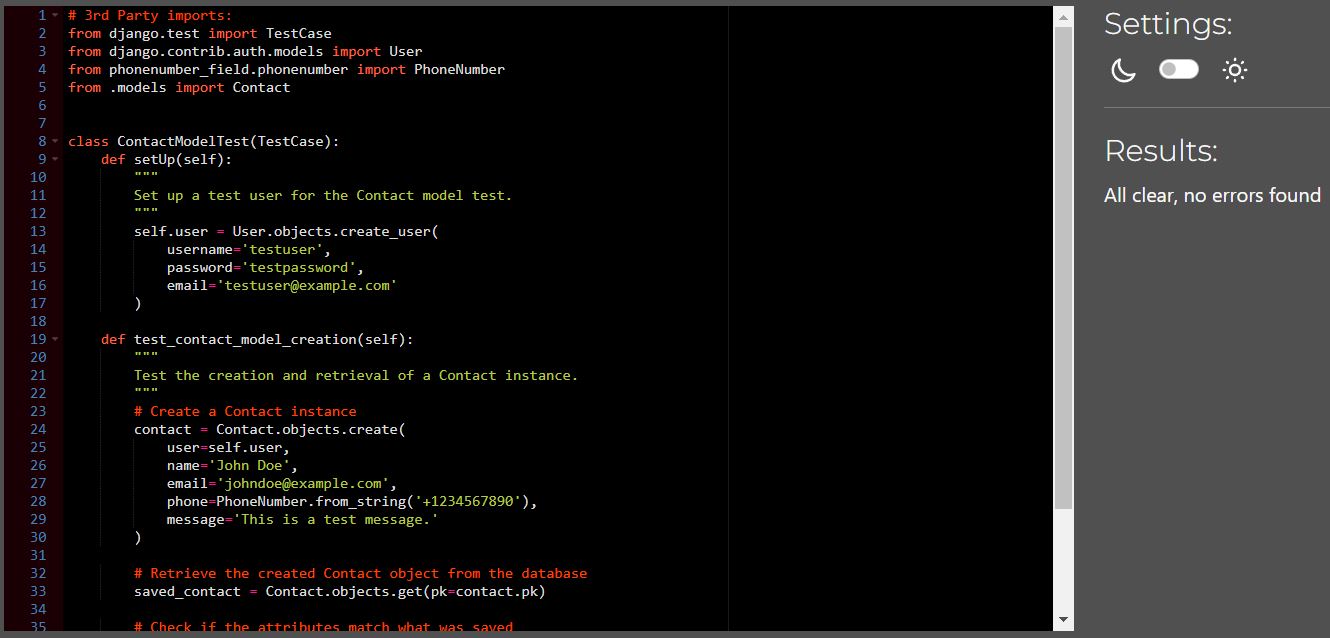 1 # 3rd Party imports:
2 from django.test import TestCase
3 from django.contrib.auth.models import User
4 from phonenumber_field.phonenumber import PhoneNumber
5 from .models import Contact
6
7
8 class ContactModelTest(TestCase):
9     def setUp(self):
10         """
11         Set up a test user for the Contact model test.
12         """
13         self.user = User.objects.create_user(
14             username='testuser',
15             password='testpassword',
16             email='testuser@example.com'
17         )
18
19     def test_contact_model_creation(self):
20         """
21         Test the creation and retrieval of a Contact instance.
22         """
23         # Create a Contact instance
24         contact = Contact.objects.create(
25             user=self.user,
26             name='John Doe',
27             email='johndoe@example.com',
28             phone=PhoneNumber.from_string('+1234567890'),
29             message='This is a test message.'
30         )
31
32         # Retrieve the created Contact object from the database
33         saved_contact = Contact.objects.get(pk=contact.pk)
34
35         # Check if the attributes match what was saved
Settings:
Results:
All clear, no errors found